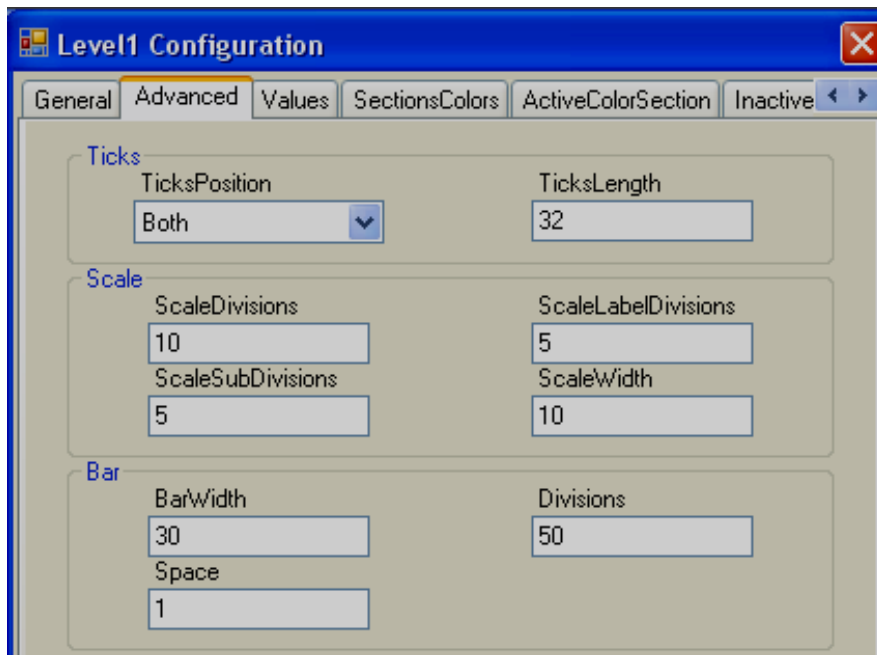 Level1 Configuration
General Advanced Values SectionsColors ActiveColorSection Inactive
Ticks
TicksPosition TicksLength
Both 32
Scale
ScaleDivisions ScaleLabelDivisions
10 5
ScaleSubDivisions ScaleWidth
5 10
Bar
BarWidth Divisions
30 50
Space
1